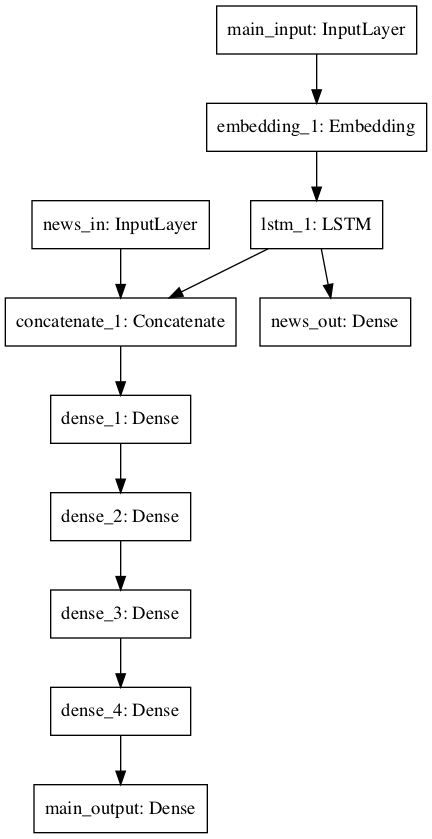 main_input: InputLayer
embedding_1: Embedding
news_in: InputLayer
lstm_1: LSTM
concatenate_1: Concatenate
news_out: Dense
dense_1: Dense
dense_2: Dense
dense_3: Dense
dense_4: Dense
main_output: Dense